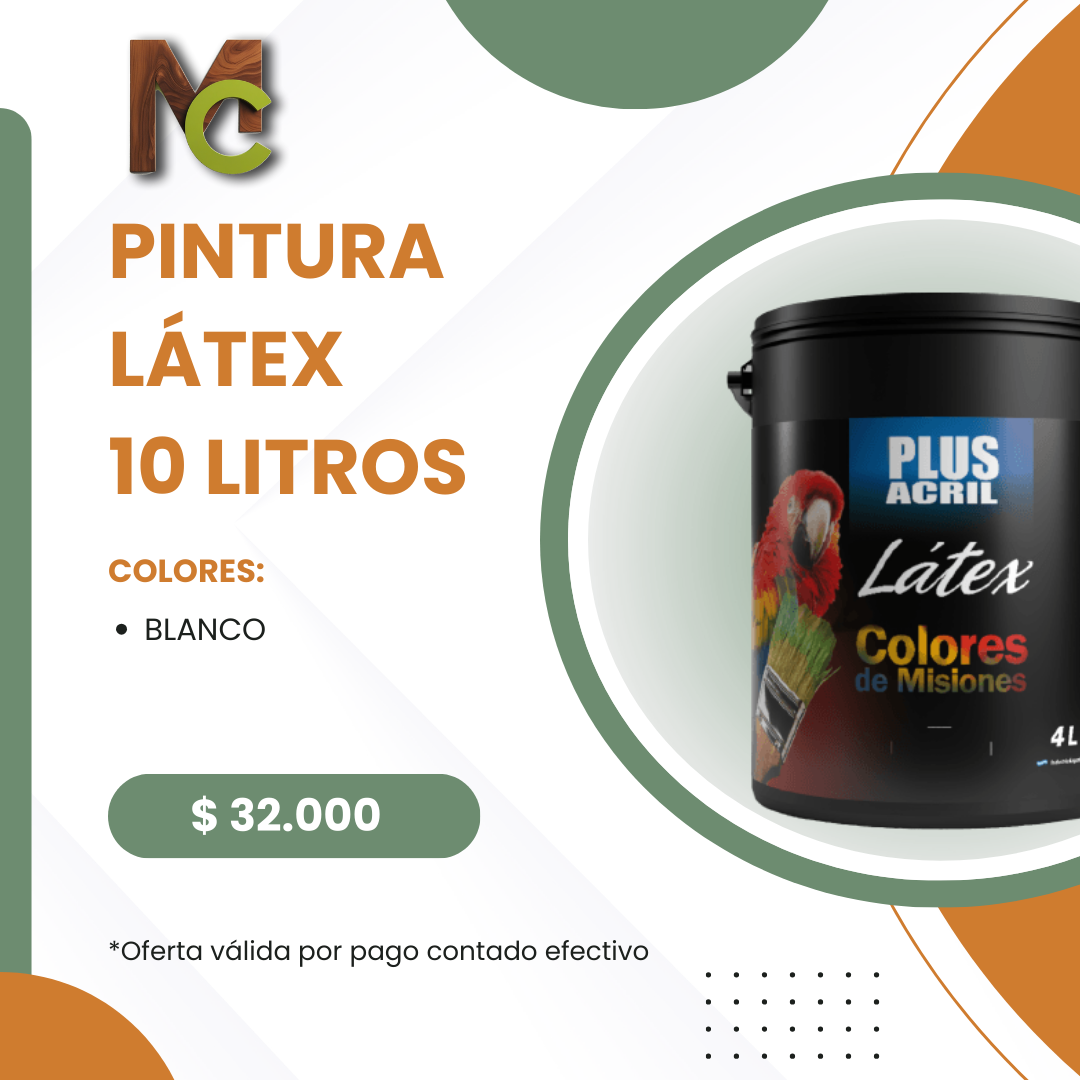 MC
PINTURA
LÁTEX
10 LITROS
COLORES:
• BLANCO
$ 32.000
*Oferta válida por pago contado efectivo
PLUS
ACRIL
Látex
Colores
de Misiones
4L